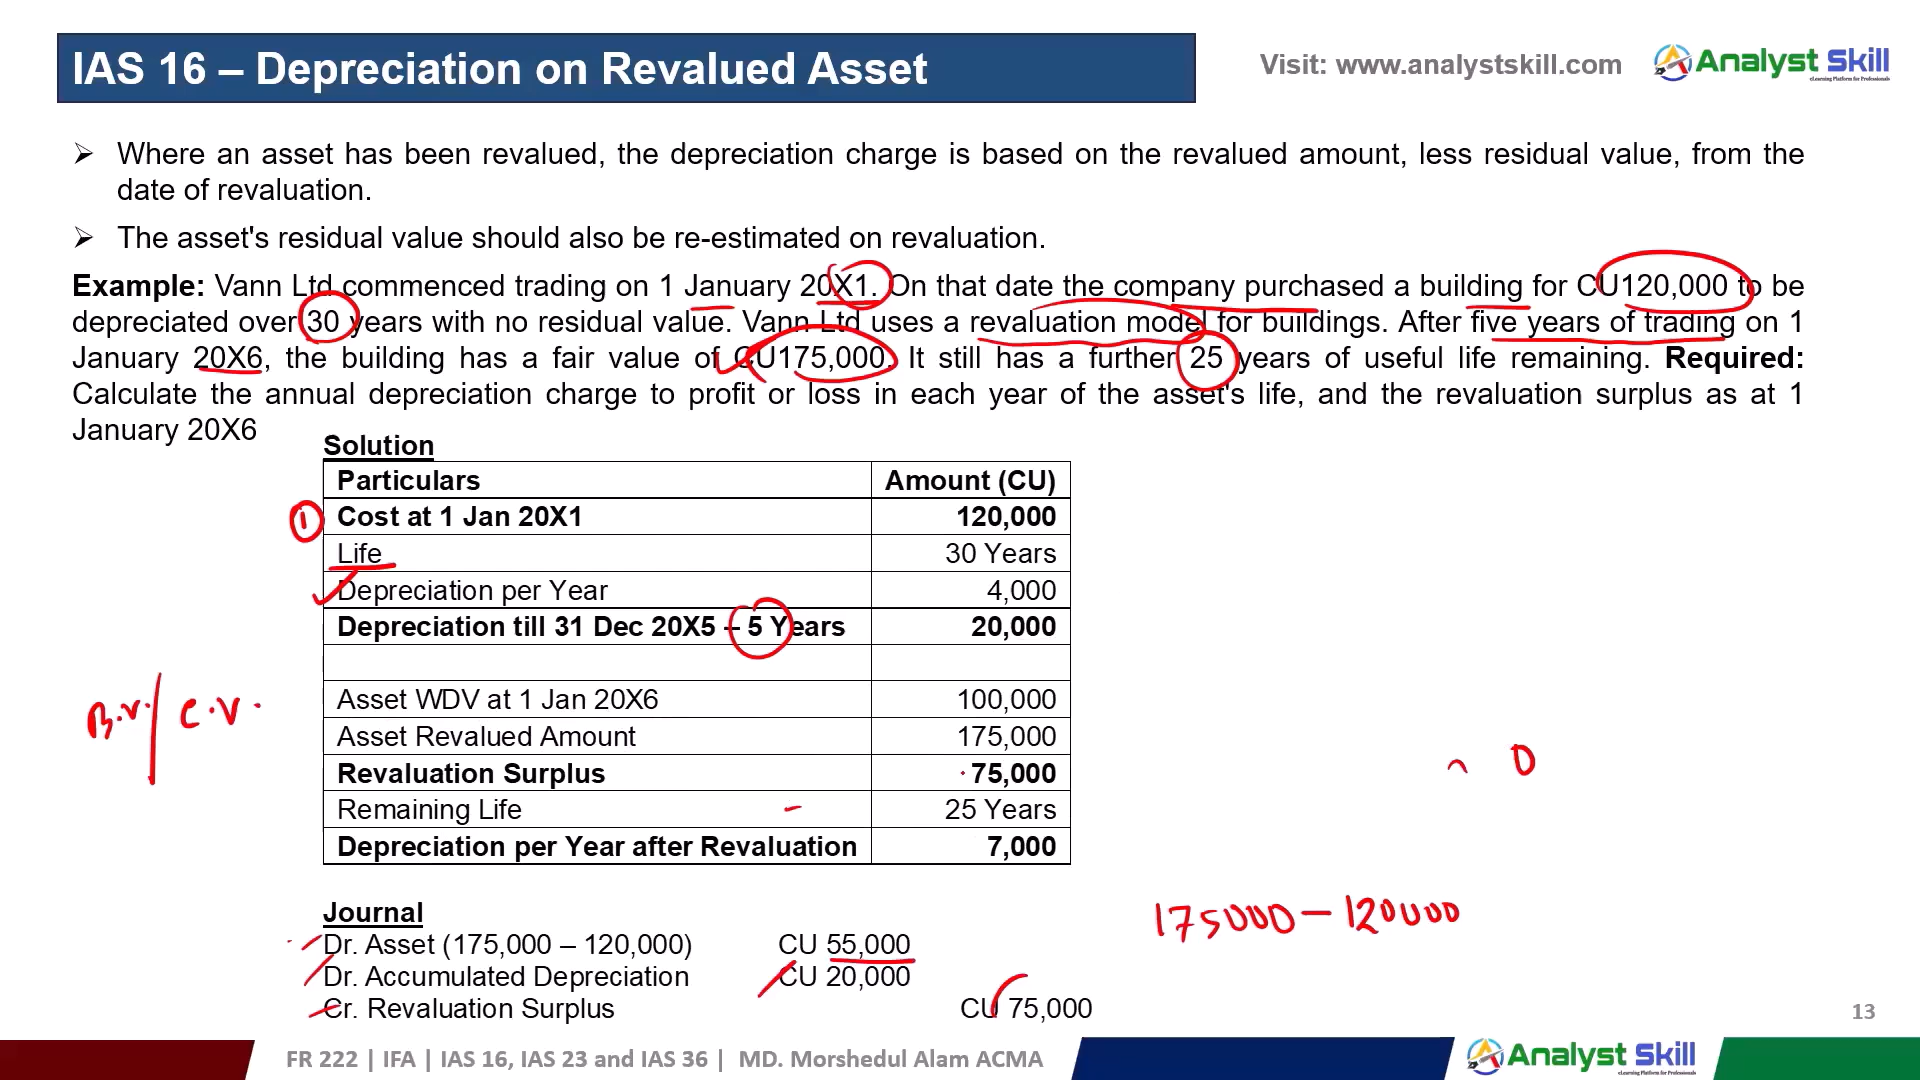 IAS 16 – Depreciation on Revalued Asset
Visit: www.analystskill.com
Analyst Skill
eLearning Platform for Professionals
➢ Where an asset has been revalued, the depreciation charge is based on the revalued amount, less residual value, from the
date of revaluation.
➢ The asset's residual value should also be re-estimated on revaluation.
Example: Vann Ltd commenced trading on 1 January 20X1. On that date the company purchased a building for CU120,000 to be
depreciated over 30 years with no residual value. Vann Ltd uses a revaluation model for buildings. After five years of trading on 1
January 20X6, the building has a fair value of CU175,000. It still has a further 25 years of useful life remaining. Required:
Calculate the annual depreciation charge to profit or loss in each year of the asset's life, and the revaluation surplus as at 1
January 20X6
Solution
Particulars Amount (CU)
1 Cost at 1 Jan 20X1 120,000
Life 30 Years
Depreciation per Year 4,000
Depreciation till 31 Dec 20X5 – 5 Years 20,000
B.V. / C.V.
Asset WDV at 1 Jan 20X6 100,000
Asset Revalued Amount 175,000
Revaluation Surplus 75,000
0
Remaining Life 25 Years
Depreciation per Year after Revaluation 7,000
Journal
175000 – 120000
Dr. Asset (175,000 – 120,000) CU 55,000
Dr. Accumulated Depreciation CU 20,000
Cr. Revaluation Surplus CU 75,000
13
FR 222 | IFA | IAS 16, IAS 23 and IAS 36 | MD. Morshedul Alam ACMA
Analyst Skill
eLearning Platform for Professionals